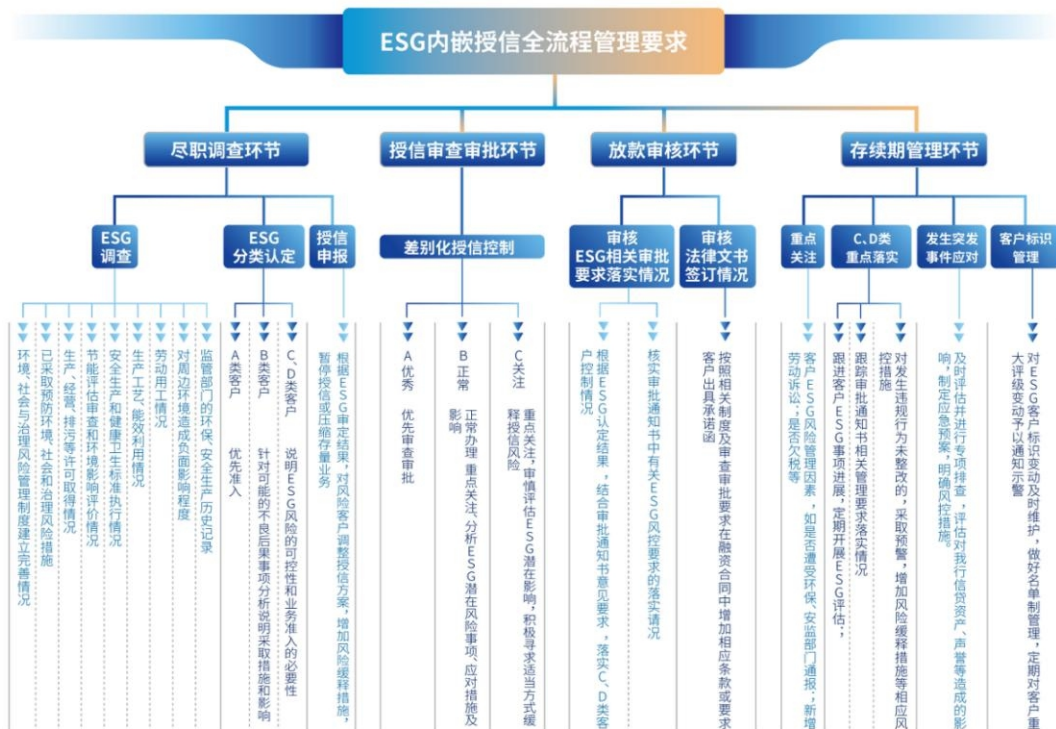 ESG内嵌授信全流程管理要求
尽职调查环节
授信审查审批环节
放款审核环节
存续期管理环节
ESG
调查
ESG
分类认定
授信
申报
差别化授信控制
审核
ESG相关审批
要求落实情况
审核
法律文书
签订情况
重点
关注
C、D类
重点落实
发生突发
事件应对
客户标识
管理
环境、社会与治理风险管理制度建立完善情况
已采取预防环境、社会和治理风险措施
生产、经营、排污等许可取得情况
节能评估审查和环境影响评价情况
安全生产和健康卫生标准执行情况
生产工艺、能效利用情况
劳动用工情况
对周边环境造成负面影响程度
监管部门的环保、安全生产历史记录
A类客户 优先准入
B类客户 针对可能的不良后果事项分析说明采取措施和影响
C、D类客户 说明ESG风险的可控性和业务准入的必要性
根据ESG审定结果，对风险客户调整授信方案，增加风险缓释措施，
暂停授信或压缩存量业务
A优秀 优先审查审批
B正常 正常办理 重点关注、分析ESG潜在风险事项、应对措施及
影响
C关注 重点关注，审慎评估ESG潜在影响，积极寻求适当方式缓
释授信风险
根据ESG认定结果，结合审批通知书意见要求，落实C、D类客
户控制情况
核实审批通知书中有关ESG风控要求的落实请况
按照相关制度及审查审批要求在融资合同中增加相应条款或要求
客户出具承诺函
客户ESG风险管理因素，如是否遭受环保、安监部门通报；新增
劳动诉讼；是否欠税等
跟进客户ESG事项进展，定期开展ESG评估；
跟踪审批通知书相关管理要求落实情况
对发生违规行为未整改的，采取预警，增加风险缓释措施等相应风
控措施
及时评估并进行专项排查，评估对我行信贷资产、声誉等造成的影
响，制定应急预案，明确风控措施。
对ESG客户标识变动及时维护，做好名单制管理，定期对客户重
大评级变动予以通知示警